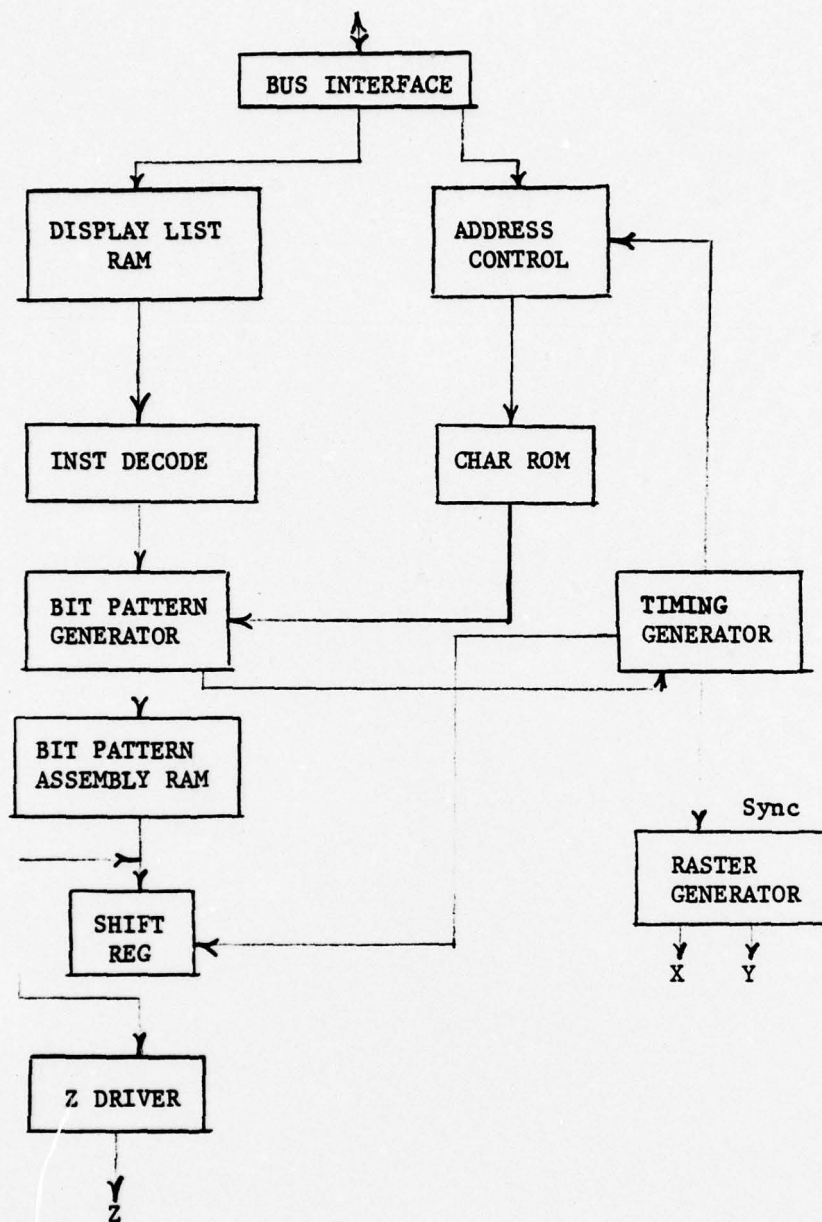 BUS INTERFACE
DISPLAY LIST
RAM
ADDRESS
CONTROL
INST DECODE
CHAR ROM
BIT PATTERN
GENERATOR
TIMING
GENERATOR
BIT PATTERN
ASSEMBLY RAM
Sync
RASTER
GENERATOR
SHIFT
REG
X
Y
Z DRIVER
Z